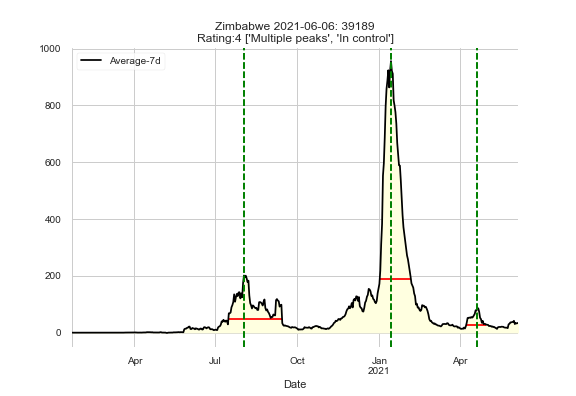 Zimbabwe 2021-06-06: 39189
Rating:4 ['Multiple peaks', 'In control']
Average-7d
1000
800
600
400
200
0
Apr
Jul
Oct
Jan
2021
Apr
Date